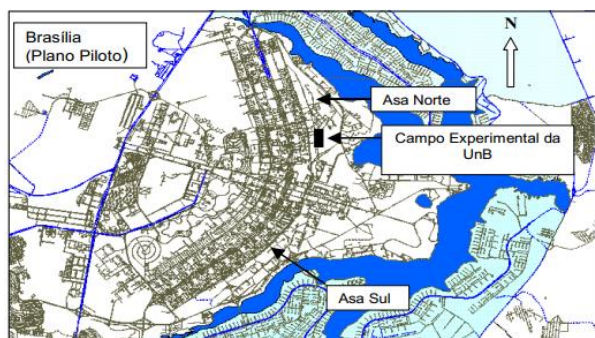 Brasília
(Plano Piloto)
N
Asa Norte
Campo Experimental da
UnB
Asa Sul